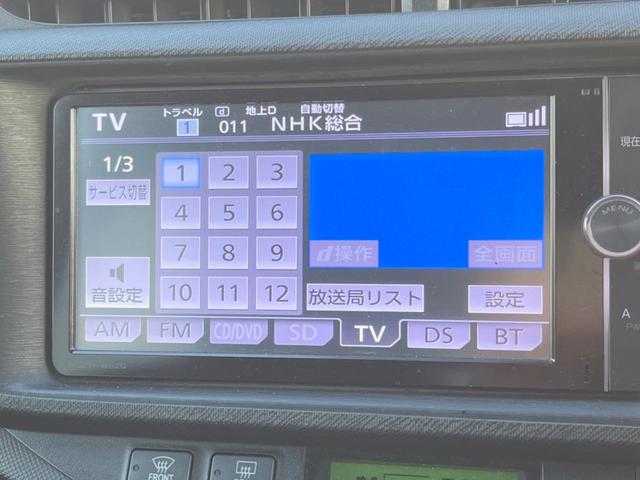 TV トラベル 1 d 地上D 011 自動切替 NHK総合
1/3
サービス切替
1 2 3
4 5 6
7 8 9
10 11 12
d操作 全画面
音設定
放送局リスト 設定
AM FM CD/DVD SD TV DS BT
現在
MENU
A
FRONT